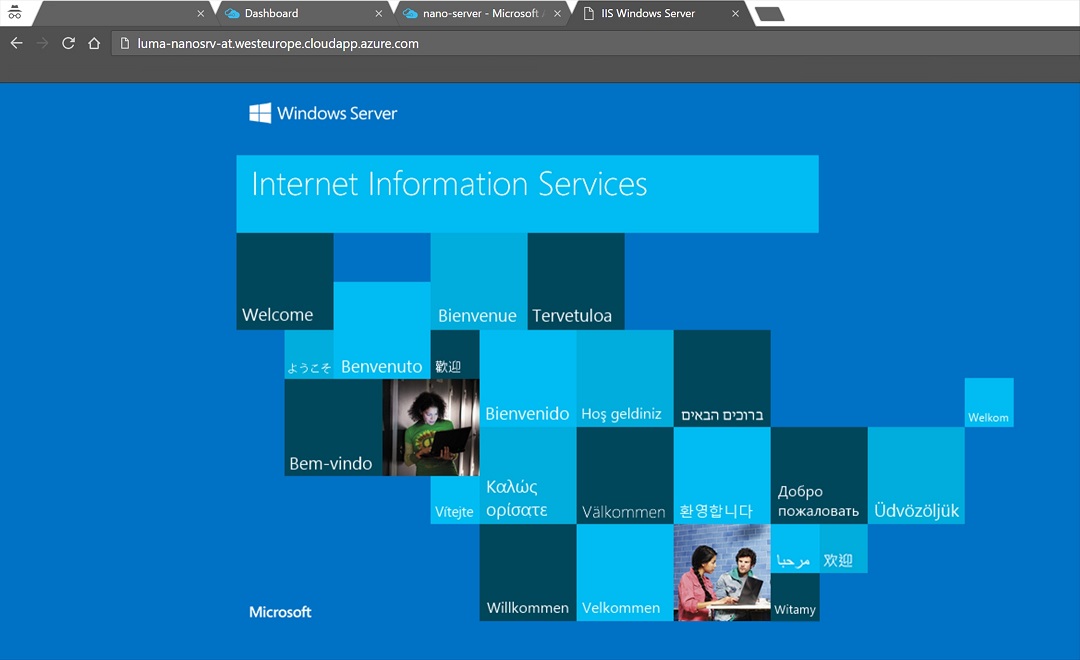 Dashboard
nano-server - Microsoft A
IIS Windows Server
luma-nanosrv-at.westeurope.cloudapp.azure.com
Windows Server
Internet Information Services
Welcome
Bienvenue
Tervetuloa
ようこそ
Benvenuto
歡迎
Bienvenido
Hoş geldiniz
ברוכים הבאים
Welkom
Bem-vindo
Vítejte
Καλώς
ορίσατε
Välkommen
환영합니다
Добро
пожаловать
Üdvözöljük
Microsoft
Willkommen
Velkommen
مرحبا
欢迎
Witamy